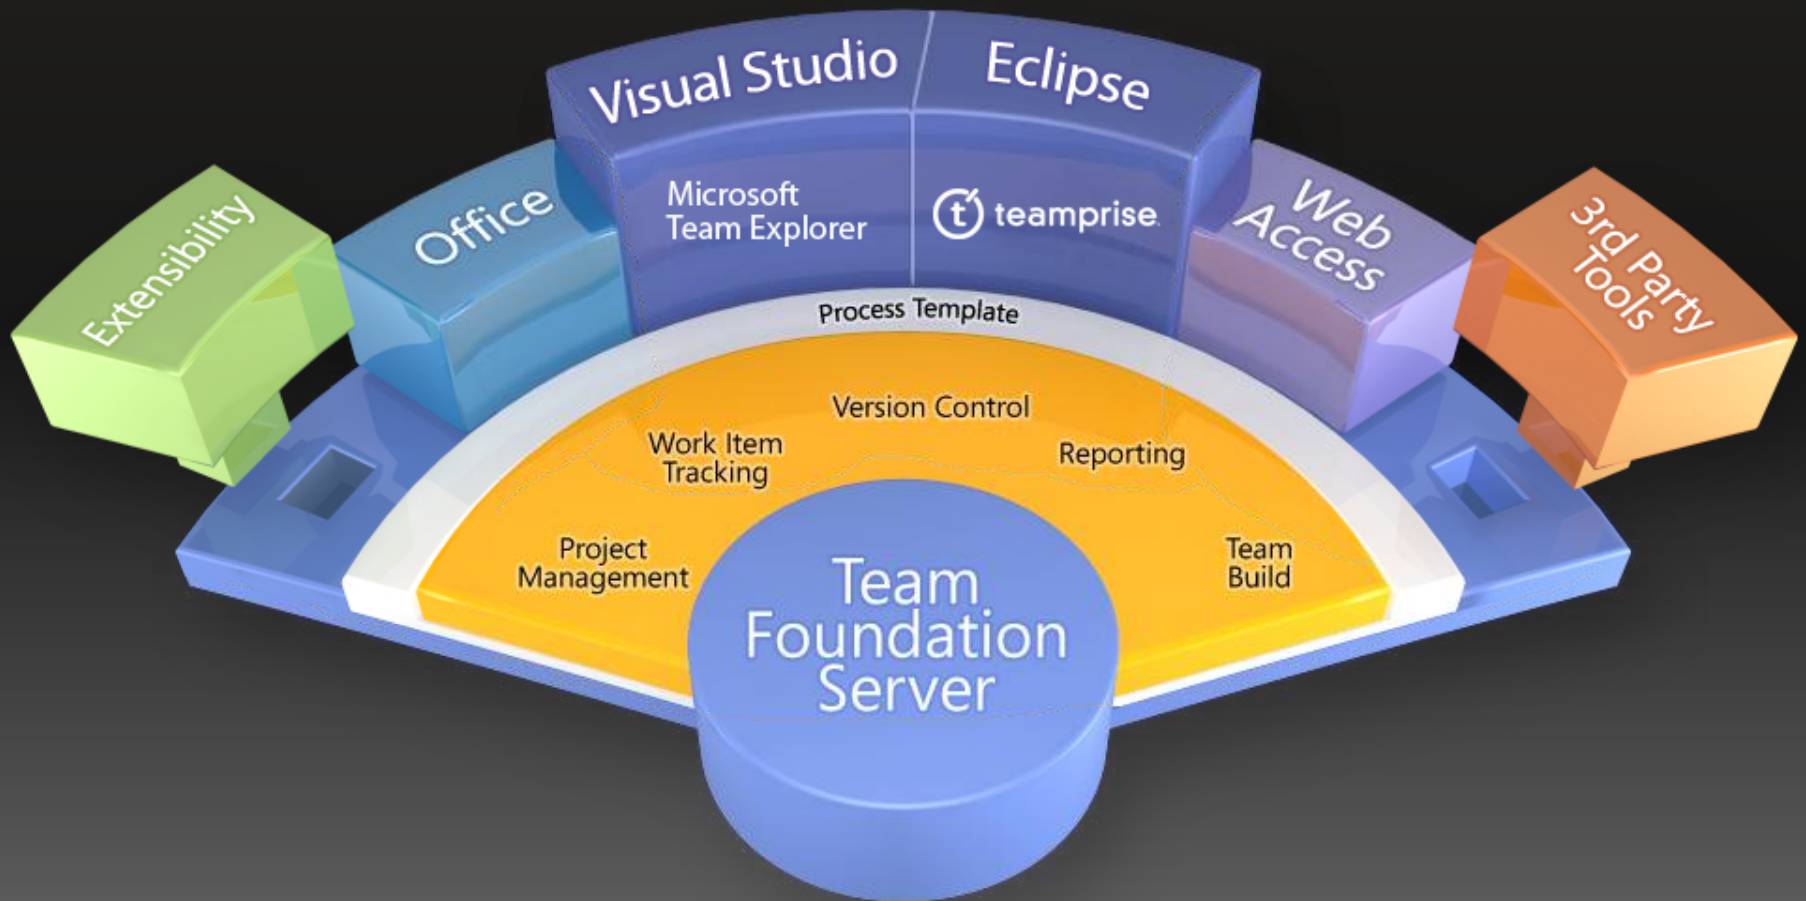 Visual Studio
Eclipse
Extensibility
Office
Microsoft
Team Explorer
teamprise
Web
Access
3rd Party
Tools
Process Template
Version Control
Work Item
Tracking
Reporting
Project
Management
Team
Build
Team
Foundation
Server